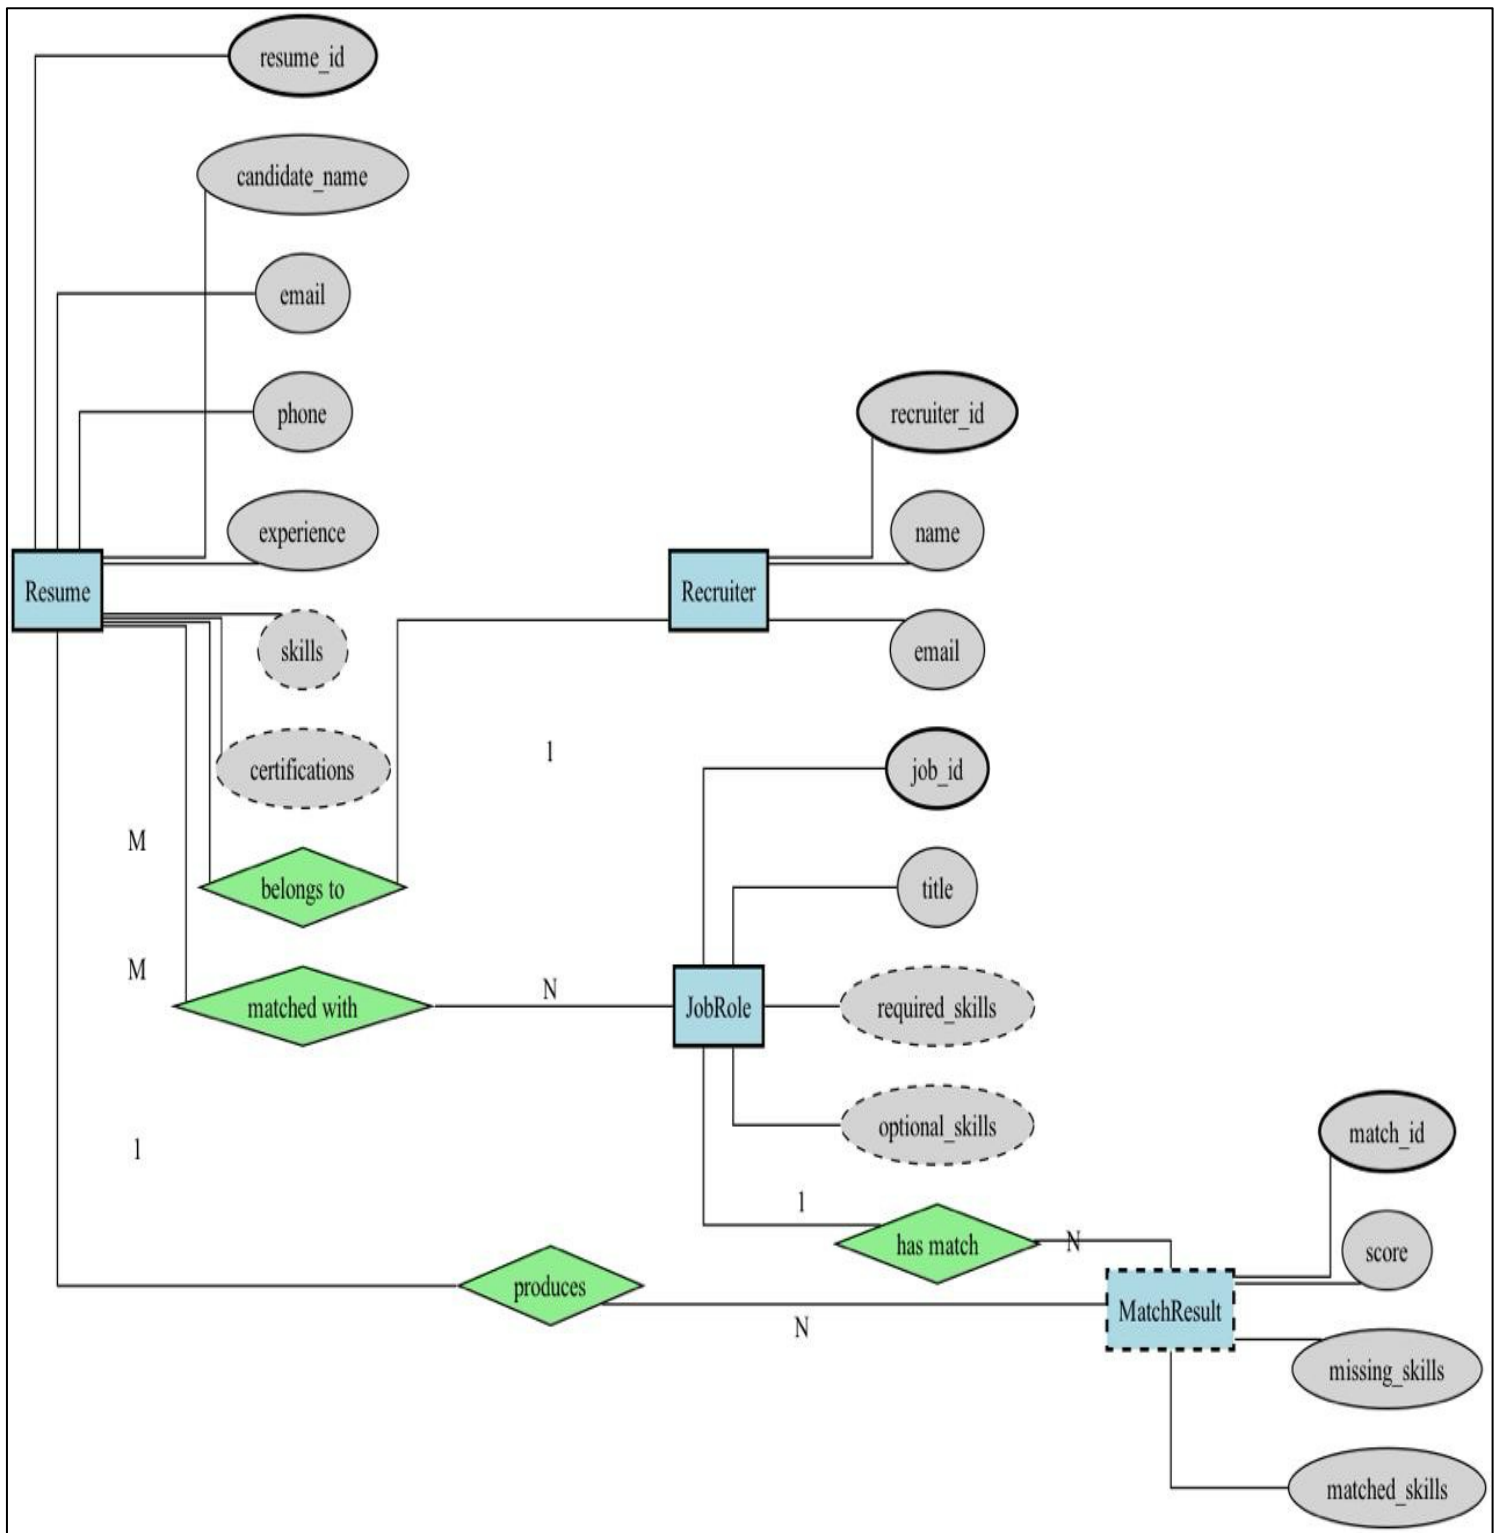 resume_id
candidate_name
email
phone
recruiter_id
experience
name
Resume
Recruiter
skills
email
1
certifications
job_id
M
belongs to
title
M
matched with
N
JobRole
required_skills
optional_skills
match_id
1
1
has match
N
score
produces
MatchResult
N
missing_skills
matched_skills